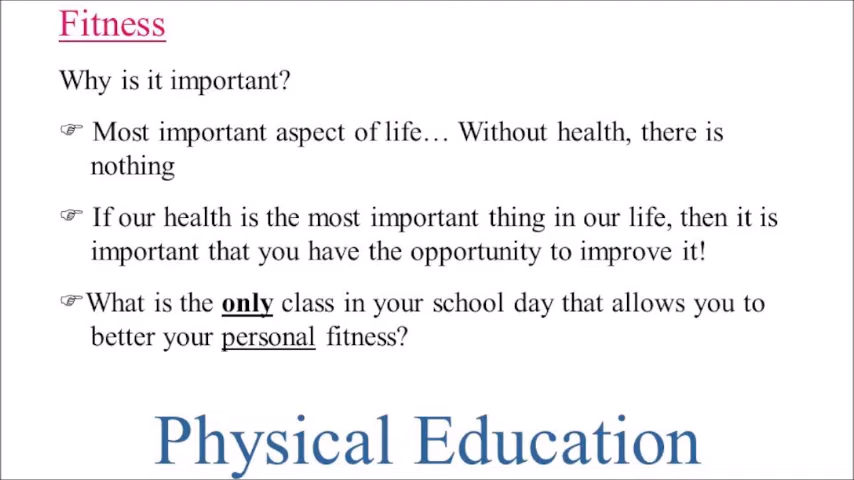 Fitness
Why is it important?
☞ Most important aspect of life… Without health, there is
nothing
☞ If our health is the most important thing in our life, then it is
important that you have the opportunity to improve it!
☞What is the only class in your school day that allows you to
better your personal fitness?
Physical Education